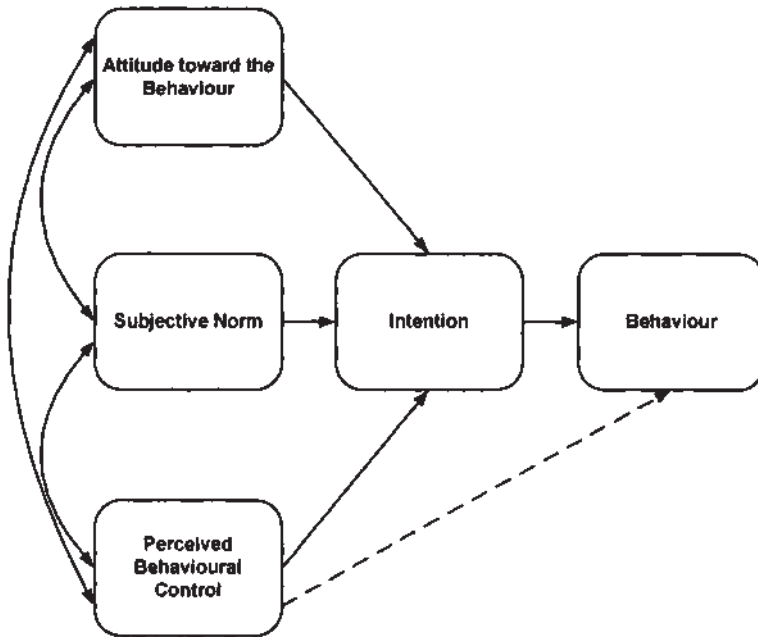 Attitude toward the
Behaviour
Subjective Norm
Intention
Behaviour
Perceived
Behavioural
Control